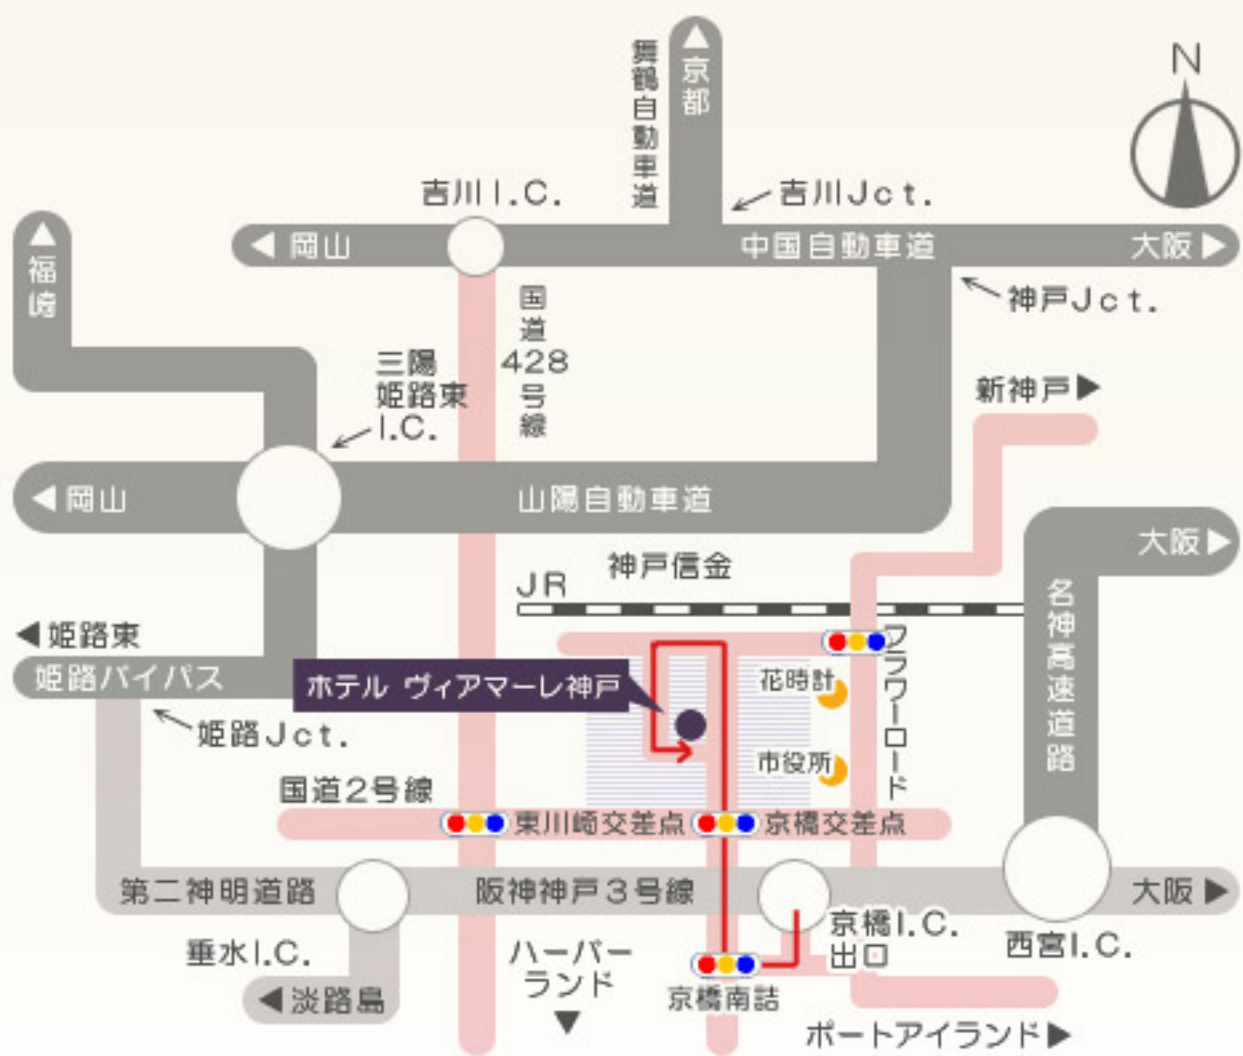 N
舞鶴自動車道
▲京都
吉川I.C.
吉川Jct.
◀岡山
中国自動車道
大阪▶
▲福崎
神戸Jct.
国道428号線
三陽
姫路東
I.C.
新神戸▶
◀岡山
山陽自動車道
大阪▶
神戸信金
JR
名神高速道路
◀姫路東
姫路バイパス
ホテル ヴィアマーレ神戸
花時計
フラワーロード
姫路Jct.
市役所
国道2号線
東川崎交差点
京橋交差点
第二神明道路
阪神神戸3号線
大阪▶
京橋I.C.
出口
西宮I.C.
垂水I.C.
ハーバー
ランド
▼
◀淡路島
京橋南詰
ポートアイランド▶